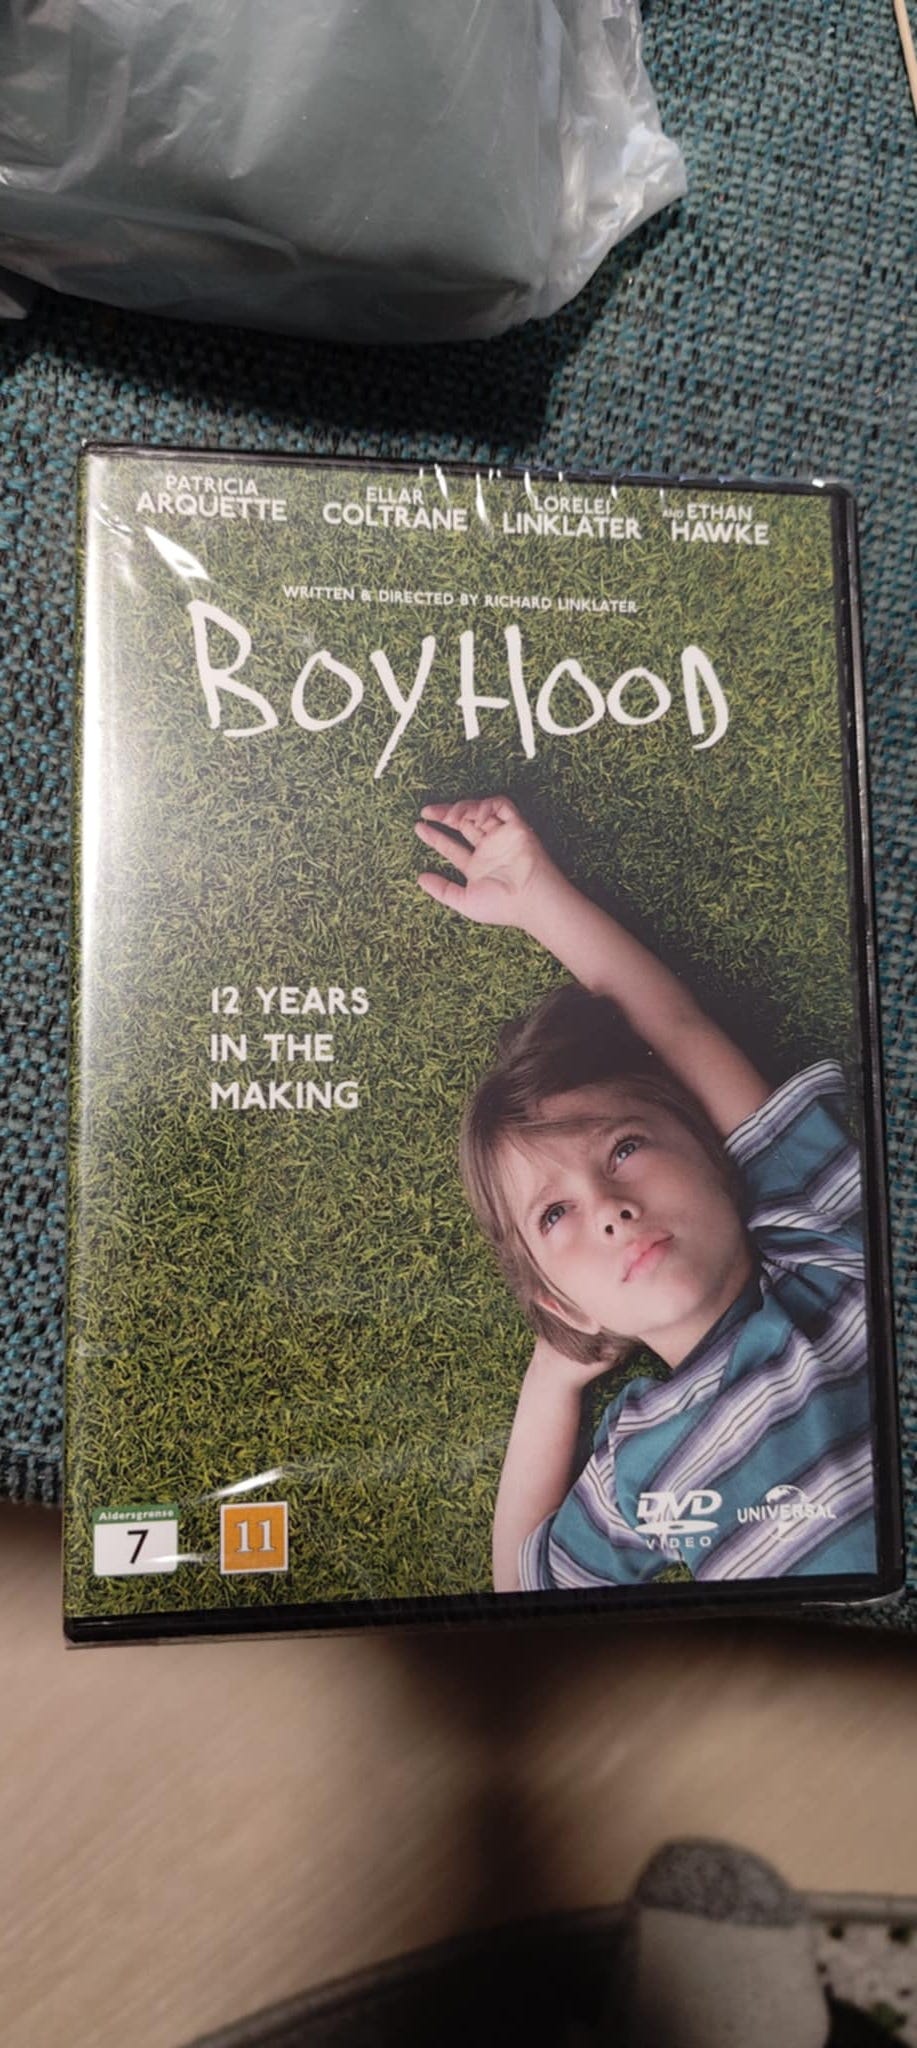 PATRICIA
ARQUETTE
ELLAR
COLTRANE
LORELEI
LINKLATER
AND ETHAN
HAWKE
WRITTEN & DIRECTED BY RICHARD LINKLATER
BOYHOOD
12 YEARS
IN THE
MAKING
Aldersgrense
7
11
DVD
VIDEO
UNIVERSAL